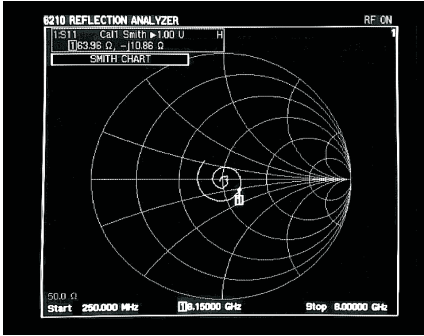 6210 REFLECTION ANALYZER RF ON
1:S11 Cal1 Smith ►1.00 U H
1 63.96 Ω, -j10.86 Ω
SMITH CHART
1
1
50.0 Ω
Start 250.000 MHz 1 6.15000 GHz Stop 8.00000 GHz